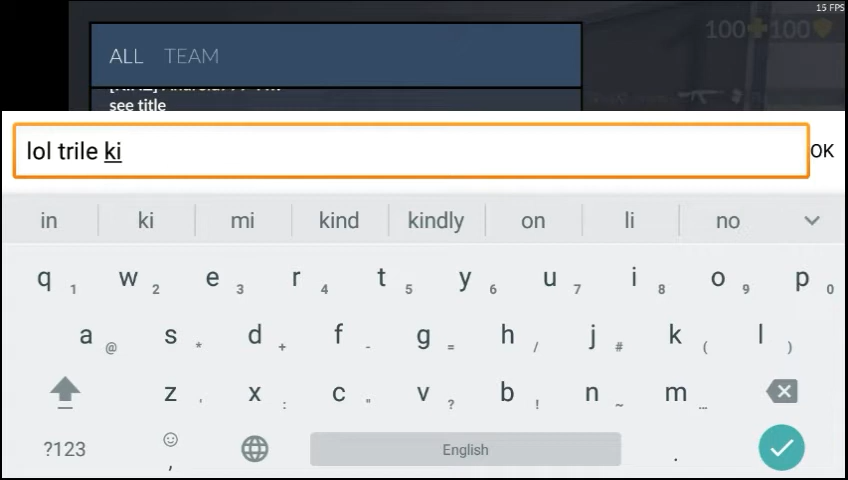 15 FPS
100 100
ALL TEAM
see title
lol trile ki
OK
in ki mi kind kindly on li no
q 1 w 2 e 3 r 4 t 5 y 6 u 7 i 8 o 9 p 0
a @ s * d + f - g = h / j # k ( l )
z ' x : c " v ? b ! n ~ m …
?123 , English .